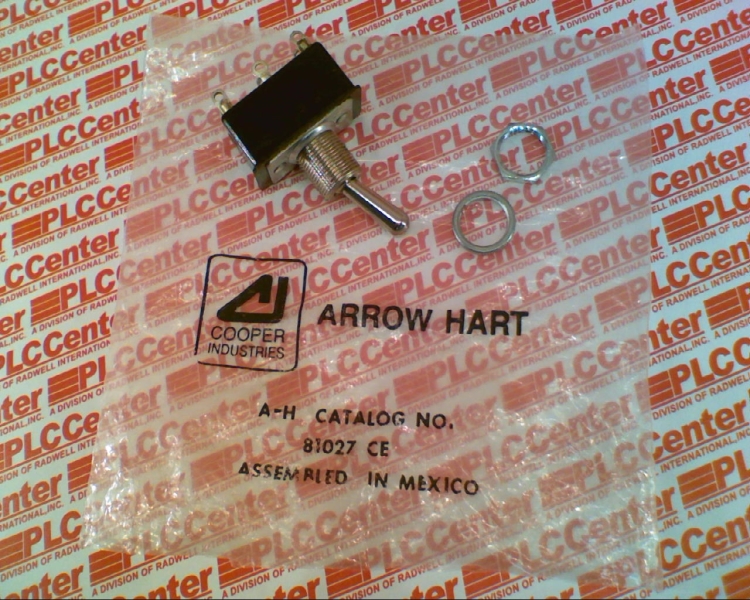 COOPER
INDUSTRIES
ARROW HART
A-H CATALOG NO.
81027 CE
ASSEMBLED IN MEXICO
PLCCenter
A DIVISION OF RADWELL INTERNATIONAL, INC.